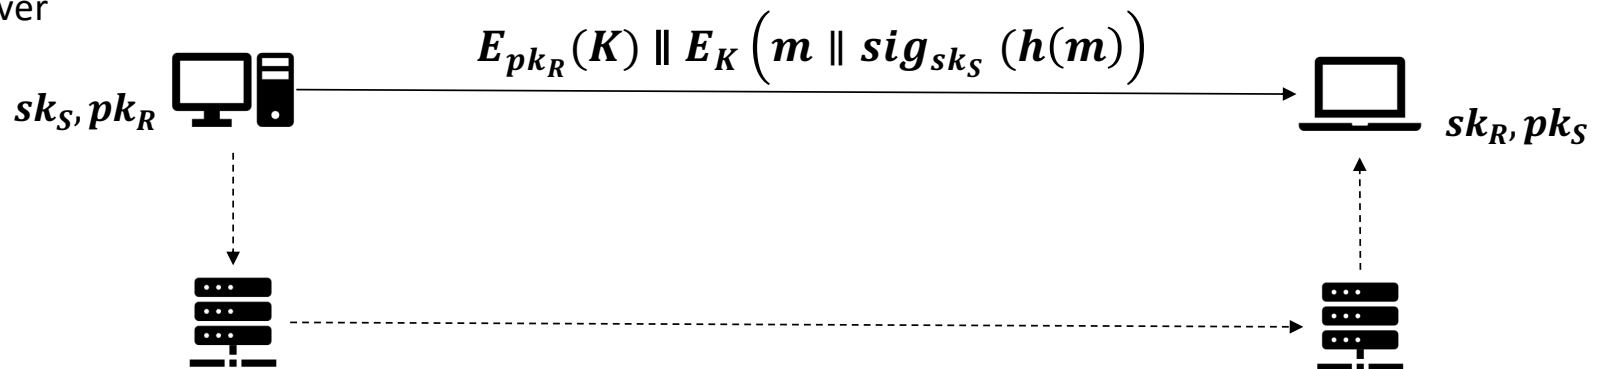 ver
E_{pk_R}(K) ∥ E_K(m ∥ sig_{sk_S} (h(m))
sk_S, pk_R
sk_R, pk_S